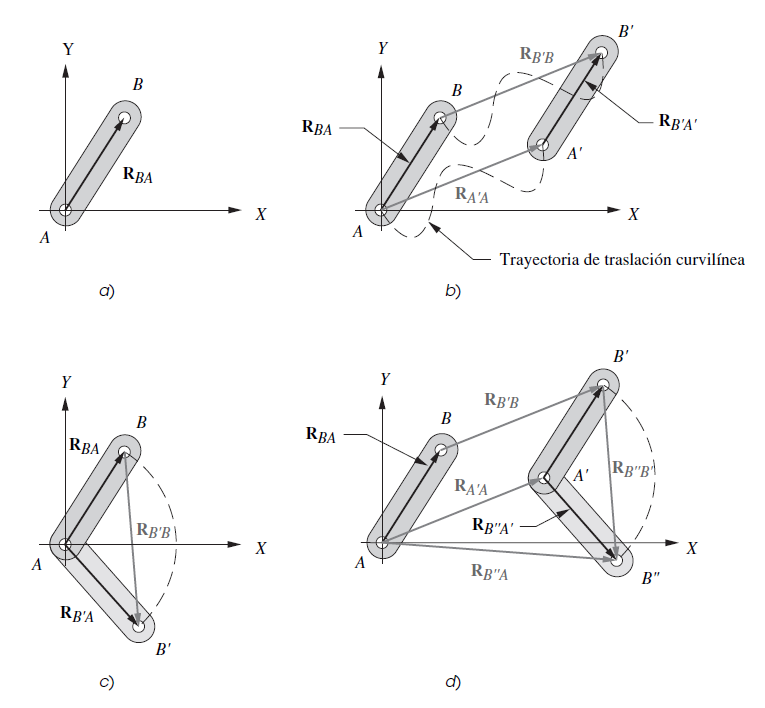 Y
B
R_BA
A
X
a)
Y
B
R_BA
R_B'B
B'
R_B'A'
A'
R_A'A
A
X
Trayectoria de traslación curvilínea
b)
Y
B
R_BA
R_B'B
A
X
R_B'A
B'
c)
Y
B
R_BA
R_B'B
B'
A'
R_B"B'
R_A'A
R_B"A'
A
X
R_B"A
B"
d)